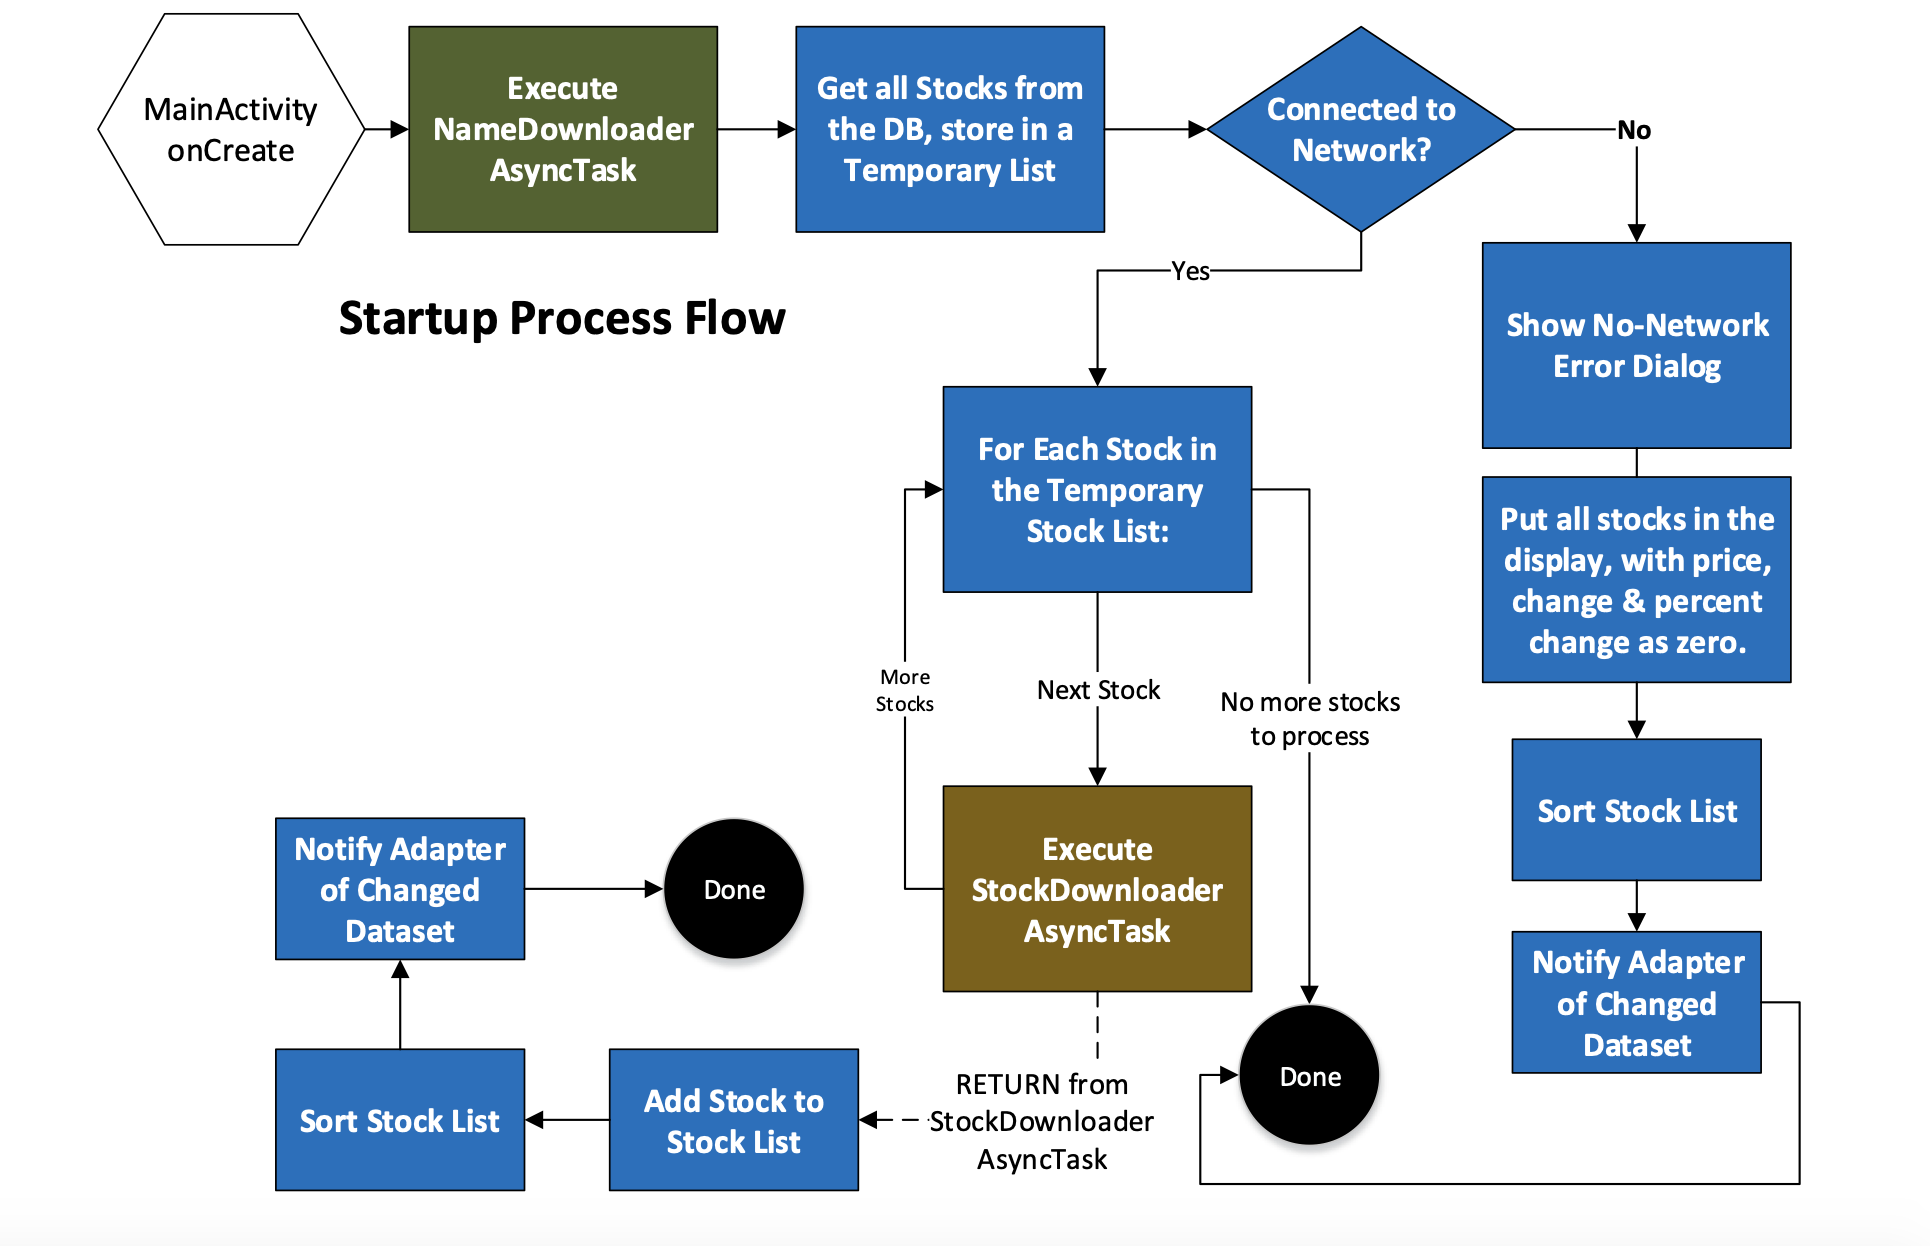 MainActivity
onCreate
Execute
NameDownloader
AsyncTask
Get all Stocks from
the DB, store in a
Temporary List
Connected to
Network?
No
Yes
Startup Process Flow
Show No-Network
Error Dialog
For Each Stock in
the Temporary
Stock List:
Put all stocks in the
display, with price,
change & percent
change as zero.
More
Stocks
Next Stock
No more stocks
to process
Sort Stock List
Notify Adapter
of Changed
Dataset
Done
Execute
StockDownloader
AsyncTask
Notify Adapter
of Changed
Dataset
Sort Stock List
Add Stock to
Stock List
RETURN from
StockDownloader
AsyncTask
Done